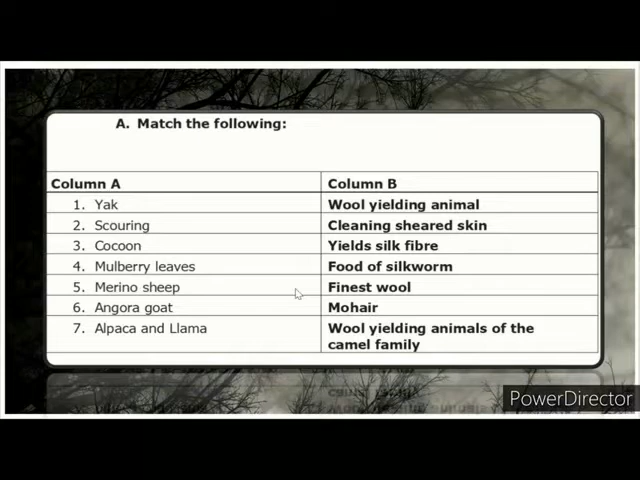 A. Match the following:
Column A Column B
1. Yak Wool yielding animal
2. Scouring Cleaning sheared skin
3. Cocoon Yields silk fibre
4. Mulberry leaves Food of silkworm
5. Merino sheep Finest wool
6. Angora goat Mohair
7. Alpaca and Llama Wool yielding animals of the
camel family
PowerDirector